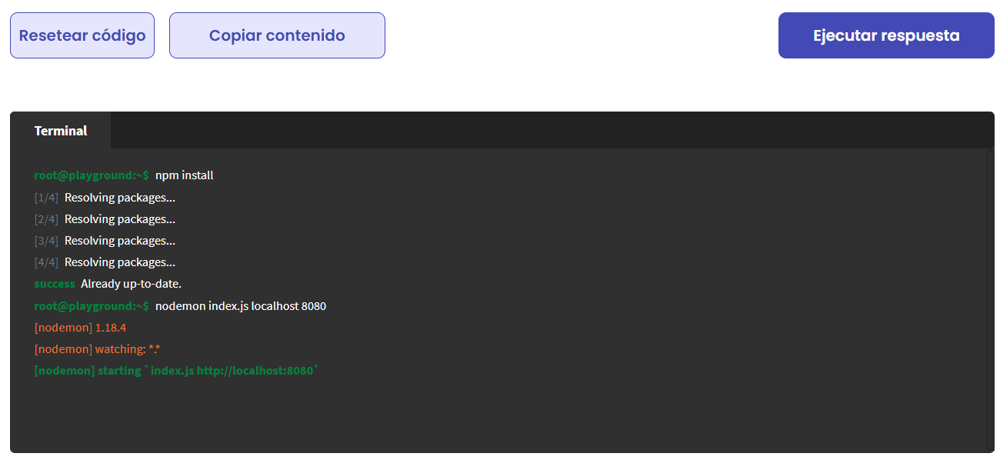 Resetear código
Copiar contenido
Ejecutar respuesta
Terminal
root@playground:~$ npm install
[1/4] Resolving packages...
[2/4] Resolving packages...
[3/4] Resolving packages...
[4/4] Resolving packages...
success Already up-to-date.
root@playground:~$ nodemon index.js localhost 8080
[nodemon] 1.18.4
[nodemon] watching: *.*
[nodemon] starting `index.js http://localhost:8080`